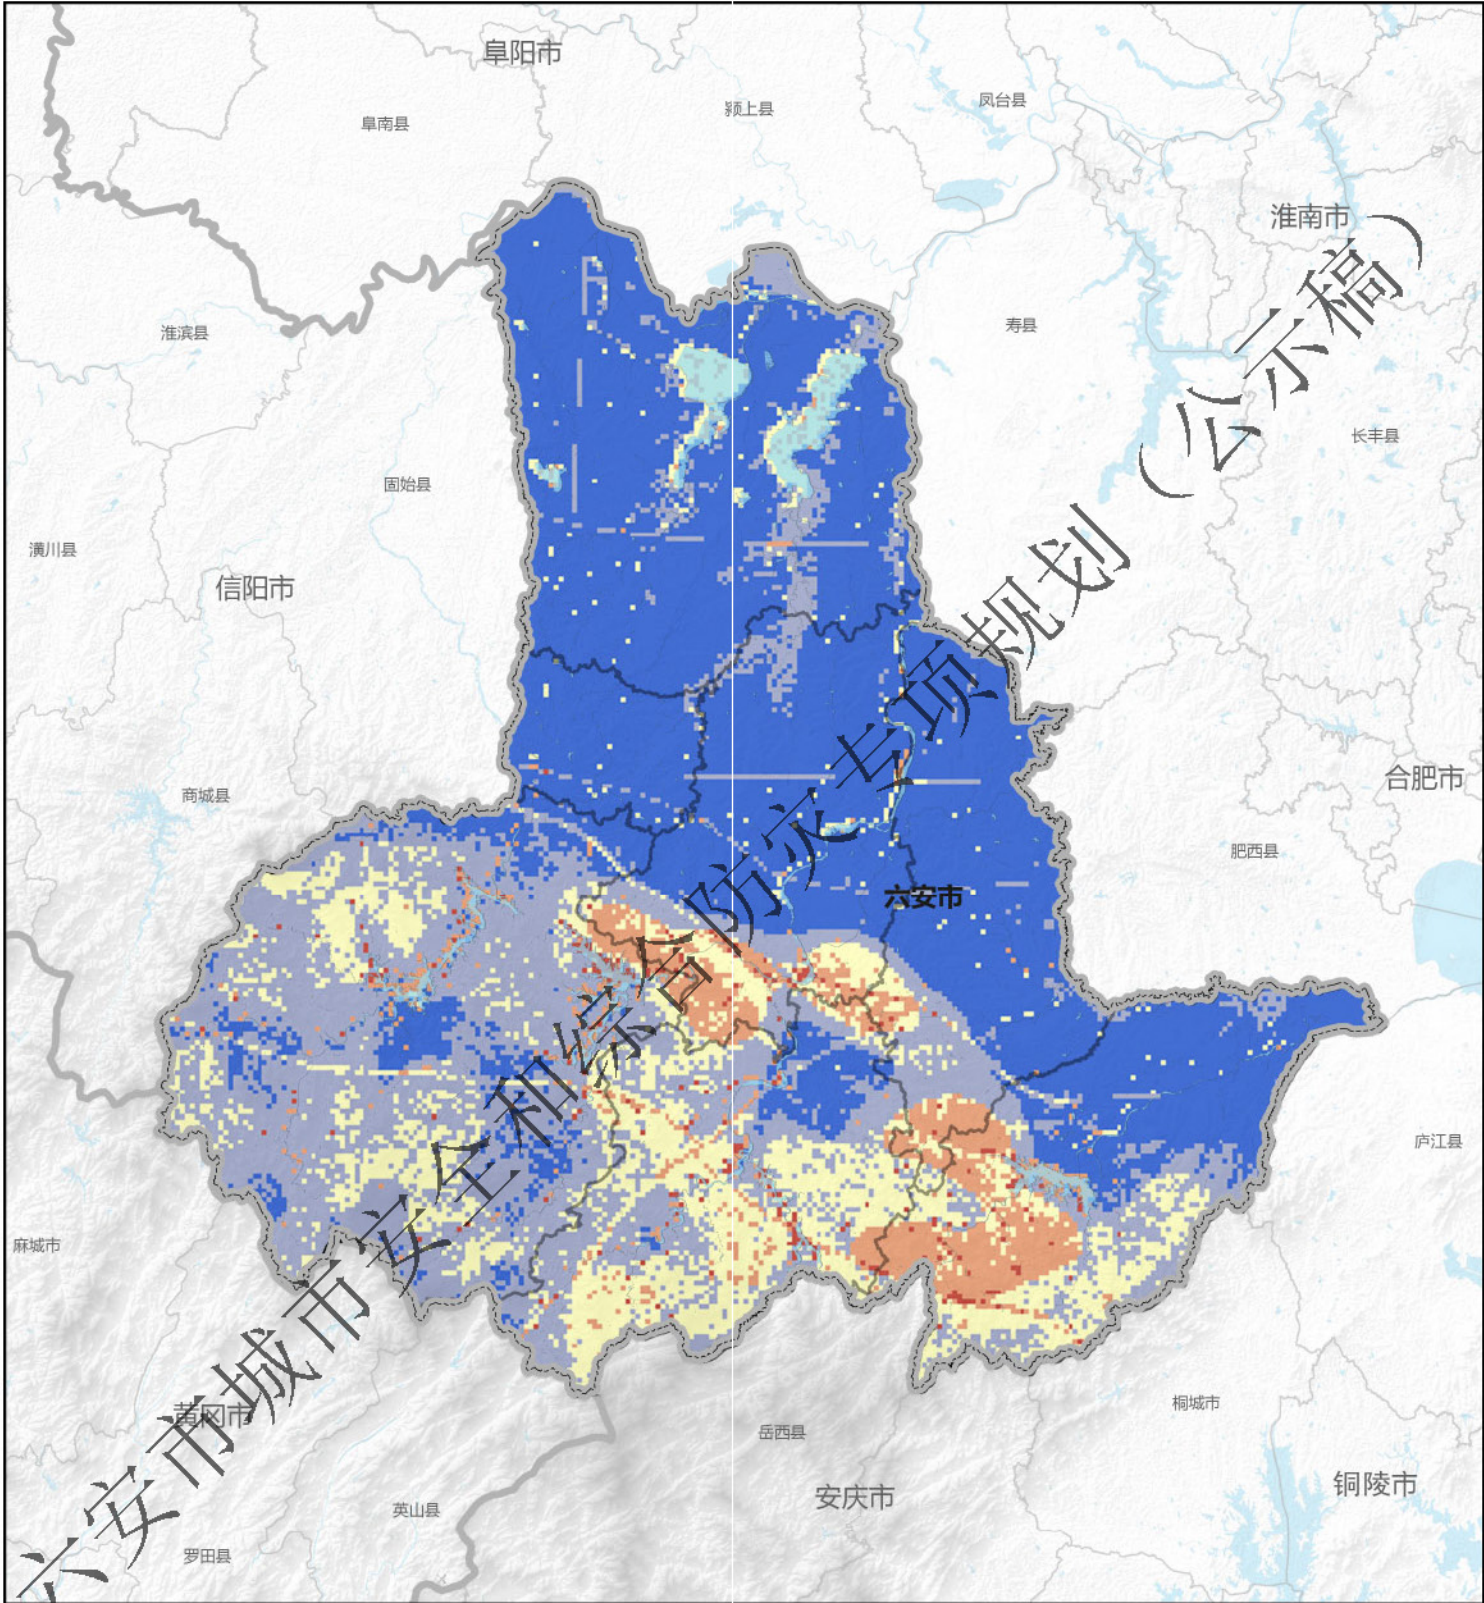 阜阳市
凤台县
颍上县
阜南县
淮南市
寿县
淮滨县
长丰县
固始县
潢川县
信阳市
合肥市
商城县
肥西县
六安市
庐江县
麻城市
桐城市
黄冈市
岳西县
铜陵市
安庆市
英山县
罗田县
六安市城市安全和综合防灾专项规划（公示稿）